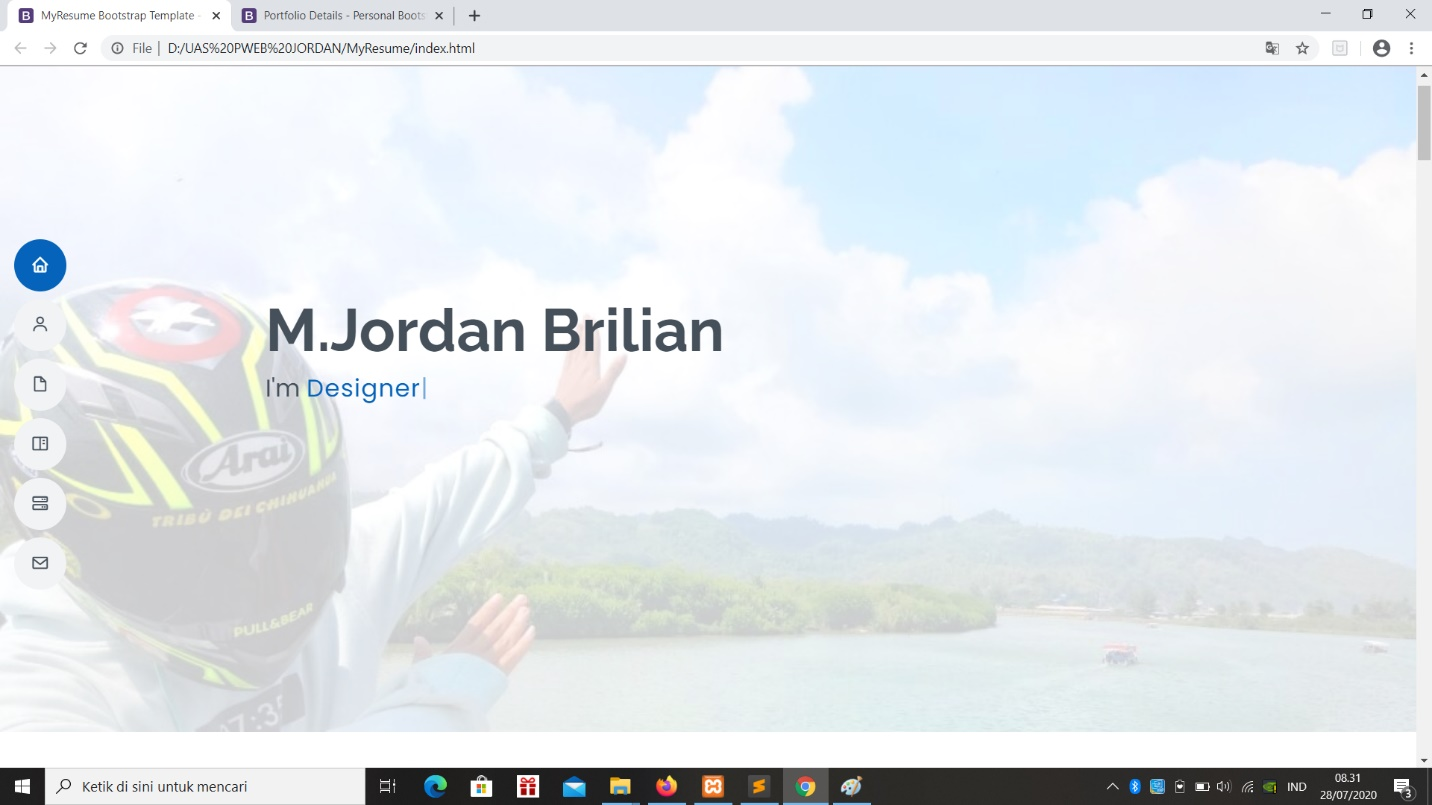 MyResume Bootstrap Template -
Portfolio Details - Personal Boots
File
D:/UAS%20PWEB%20JORDAN/MyResume/index.html
M.Jordan Brilian
I'm Designer
Arai
TRIBÙ DEI CHIHUAHUA
PULL&BEAR
Ketik di sini untuk mencari
IND
08.31
28/07/2020
3